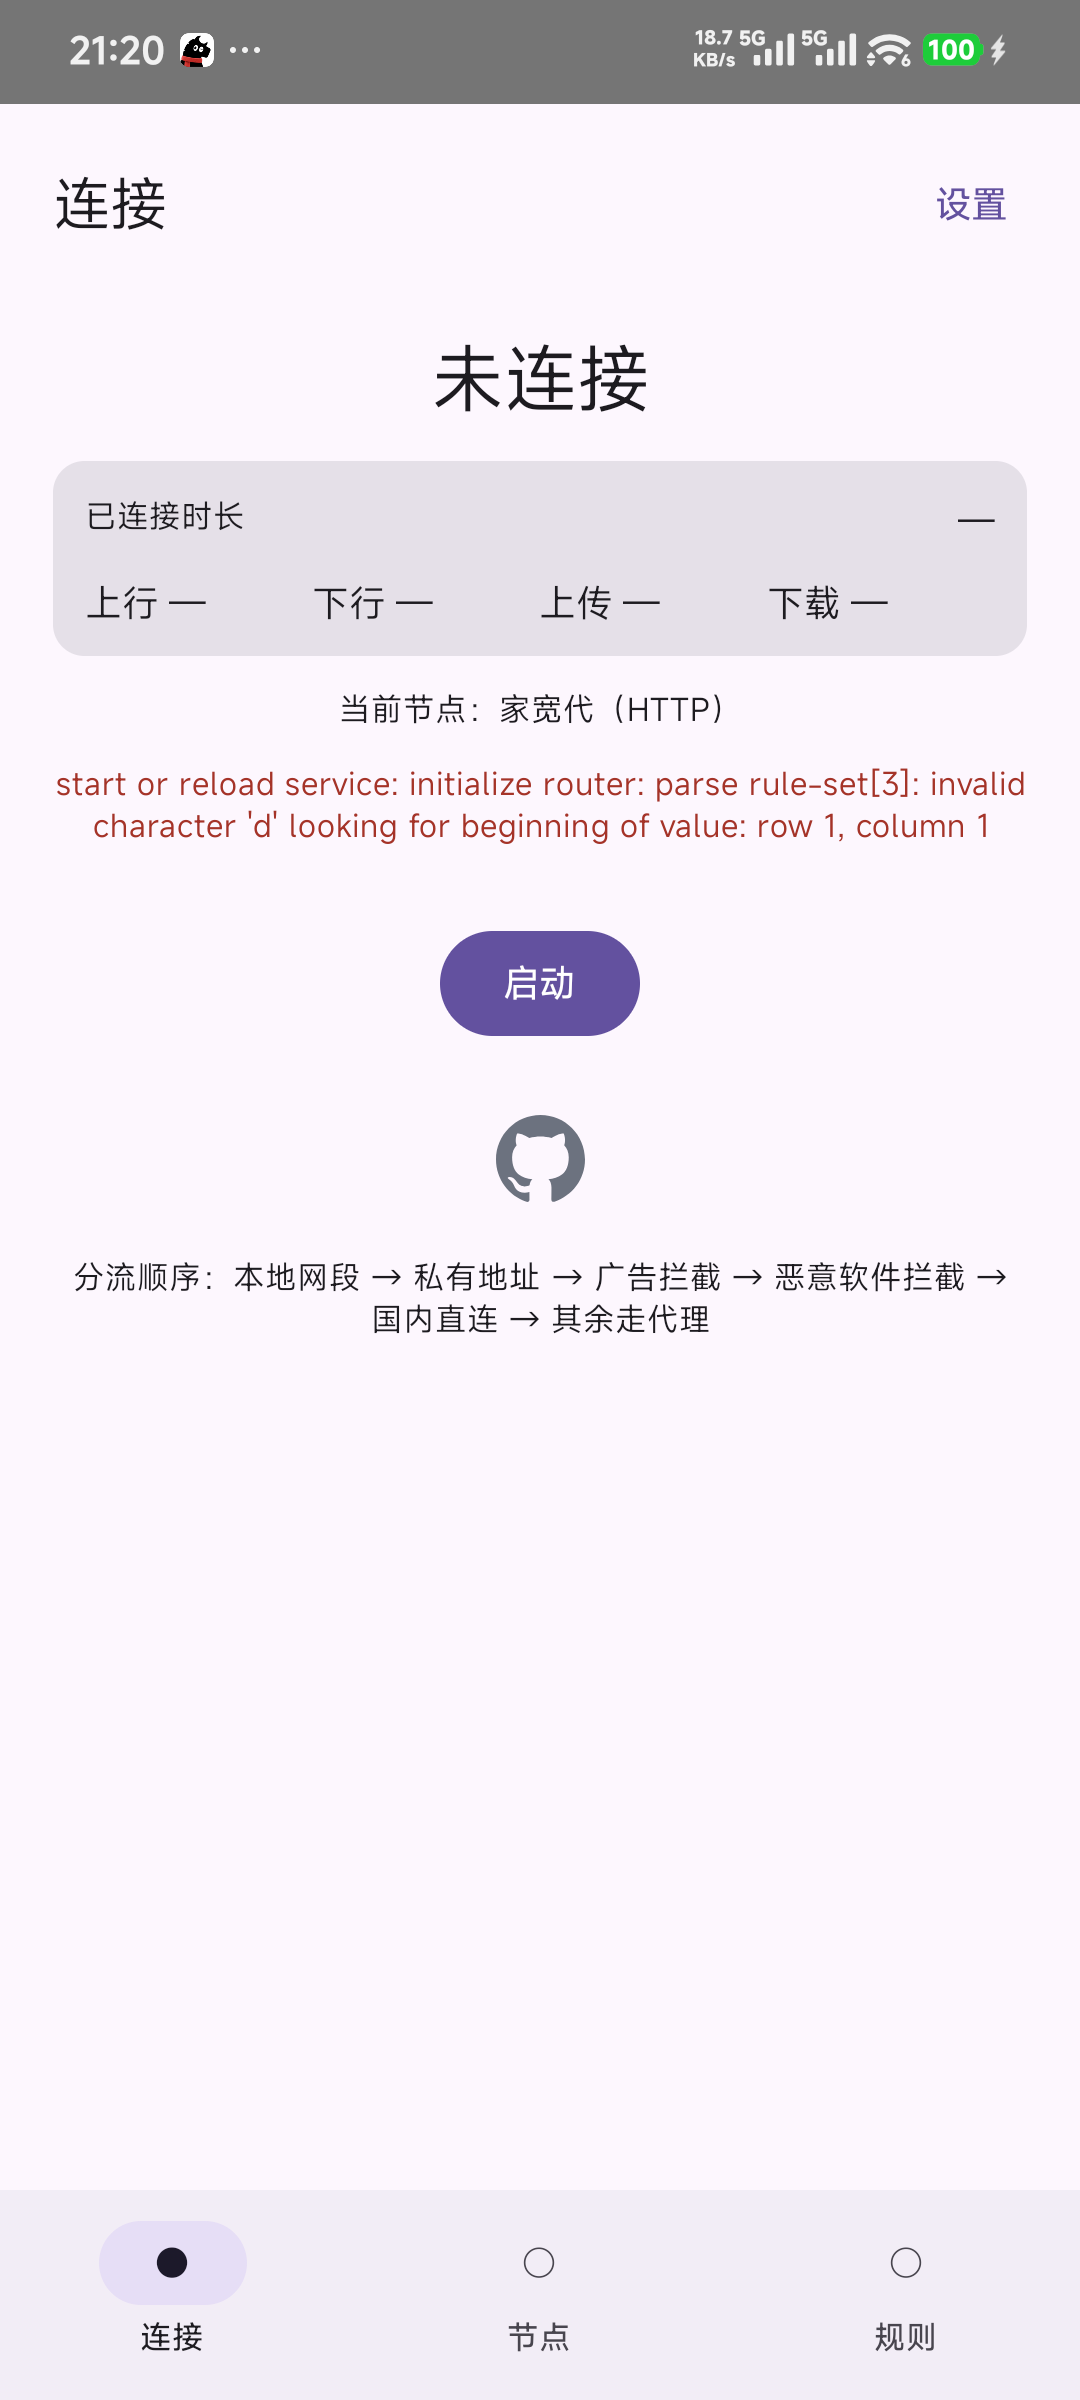 21:20
18.7 KB/s 5G 5G 6 100
连接
设置
未连接
已连接时长 —
上行 — 下行 — 上传 — 下载 —
当前节点：家宽代（HTTP）
start or reload service: initialize router: parse rule-set[3]: invalid
character 'd' looking for beginning of value: row 1, column 1
启动
分流顺序：本地网段 → 私有地址 → 广告拦截 → 恶意软件拦截 →
国内直连 → 其余走代理
连接 节点 规则